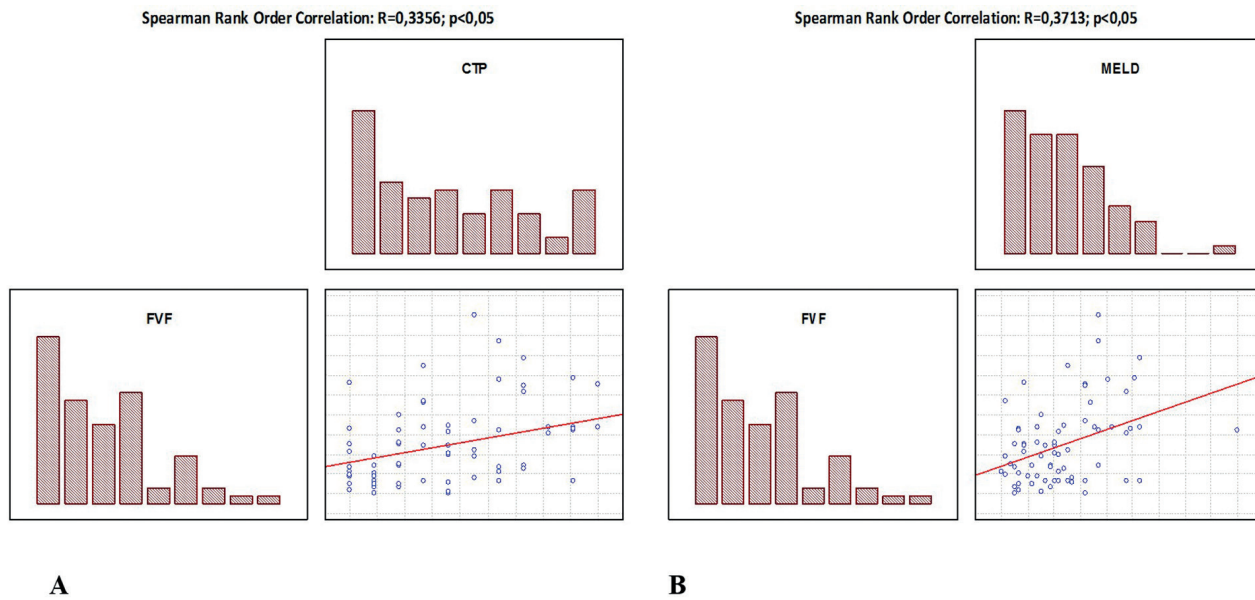 Spearman Rank Order Correlation: R=0,3356; p<0,05
CTP
FVF
A
Spearman Rank Order Correlation: R=0,3713; p<0,05
MELD
FVF
B